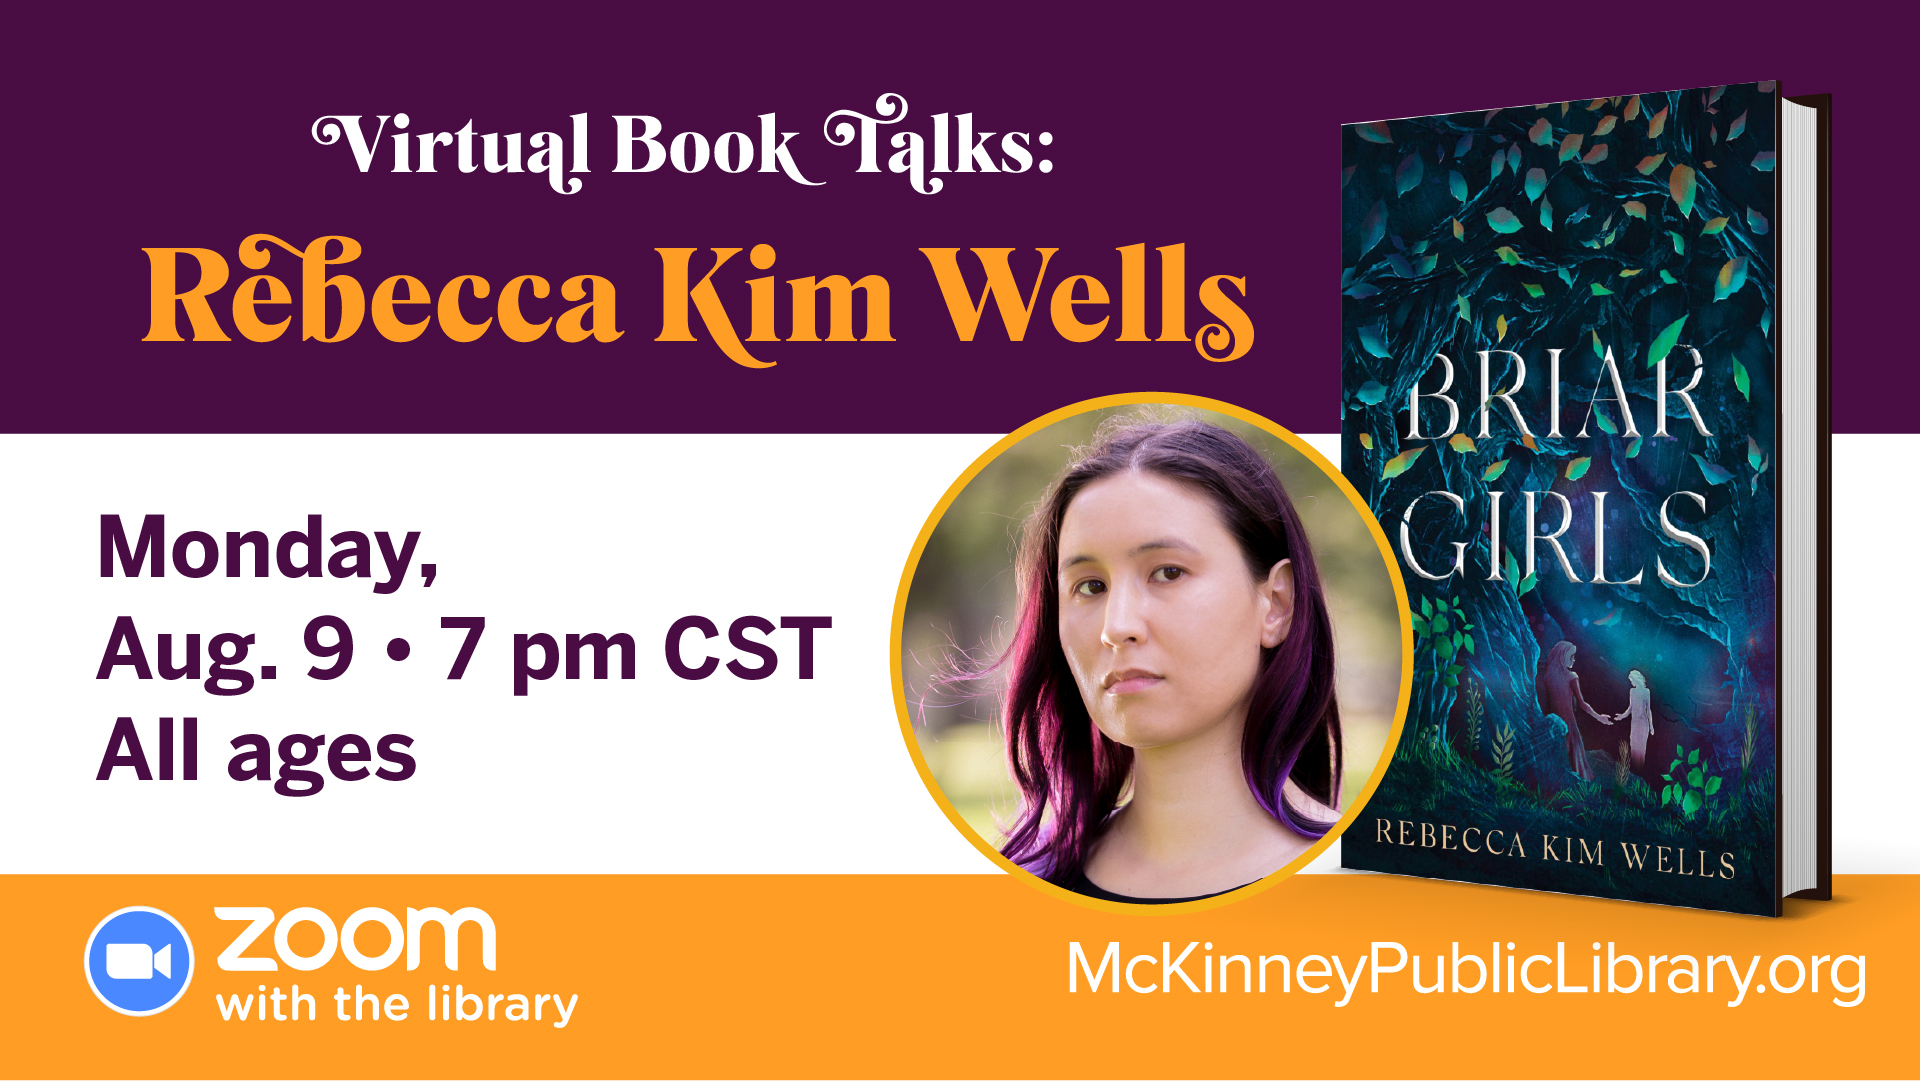 Virtual Book Talks:
Rebecca Kim Wells
Monday,
Aug. 9 • 7 pm CST
All ages
BRIAR
GIRLS
REBECCA KIM WELLS
zoom
with the library
McKinneyPublicLibrary.org